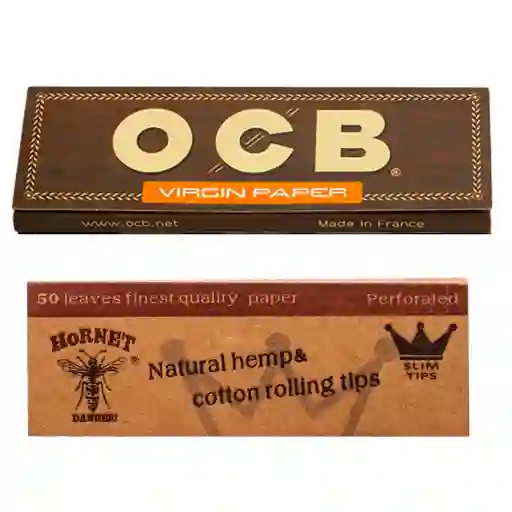 OCB®
VIRGIN PAPER
www.ocb.net Made in France
50 leaves finest quality paper Perforated
HORNET ®
DANGER!
Natural hemp&
cotton rolling tips
SLIM
TIPS